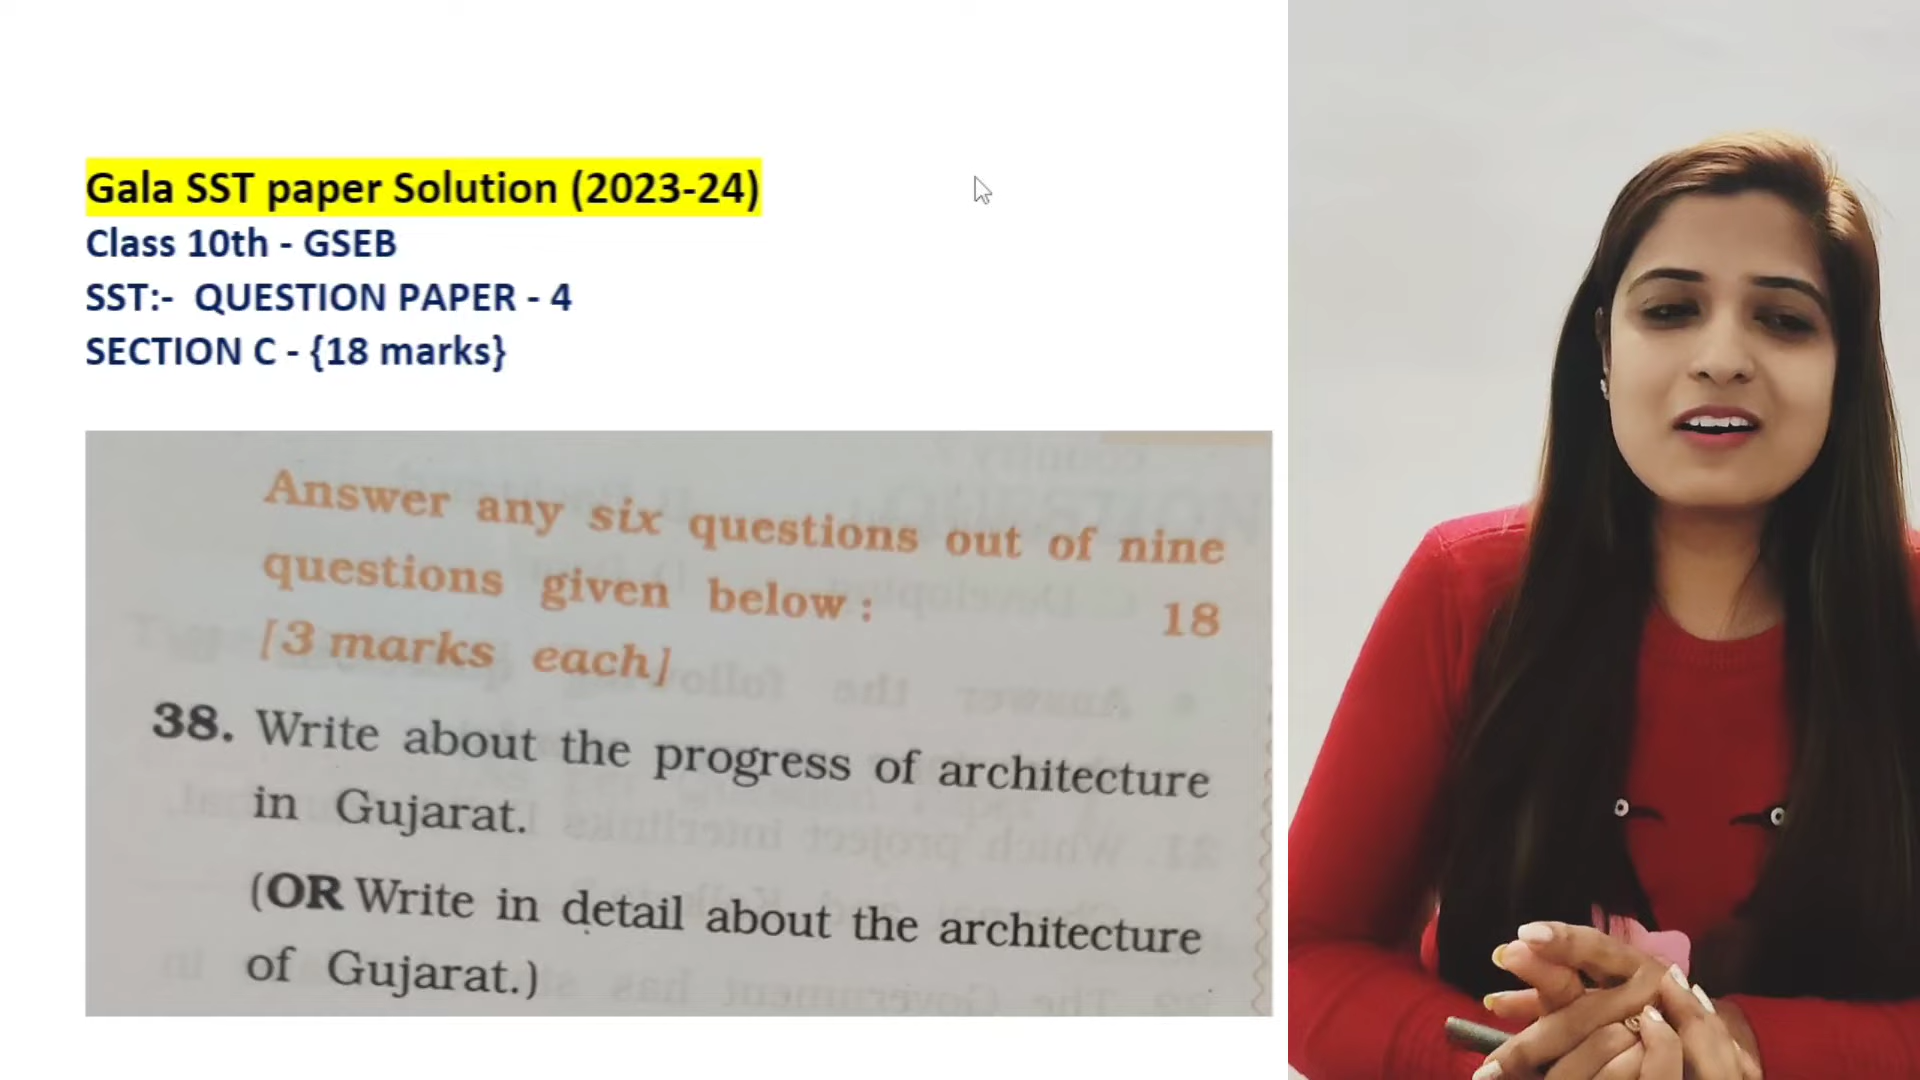 Gala SST paper Solution (2023-24)
Class 10th - GSEB
SST:-  QUESTION PAPER - 4
SECTION C - {18 marks}
Answer any six questions out of nine
questions given below : 18
[3 marks each]
38. Write about the progress of architecture
in Gujarat.
(OR Write in detail about the architecture
of Gujarat.)